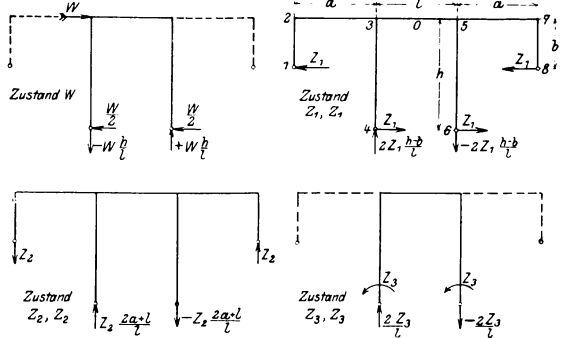 W
W/2 W/2
-W h/l +W h/l
Zustand W
a l a
2 3 0 5 7
b
h
1 Z₁ Z₁ 8
Zustand
Z₁, Z₁
4 Z₁ 6 Z₁
2Z₁ (h-b)/l -2Z₁ (h-b)/l
Z₂ Z₂
Zustand
Z₂, Z₂
Z₂ (2a+l)/l -Z₂ (2a+l)/l
Z₃ Z₃
Zustand
Z₃, Z₃
2Z₃/l -2Z₃/l